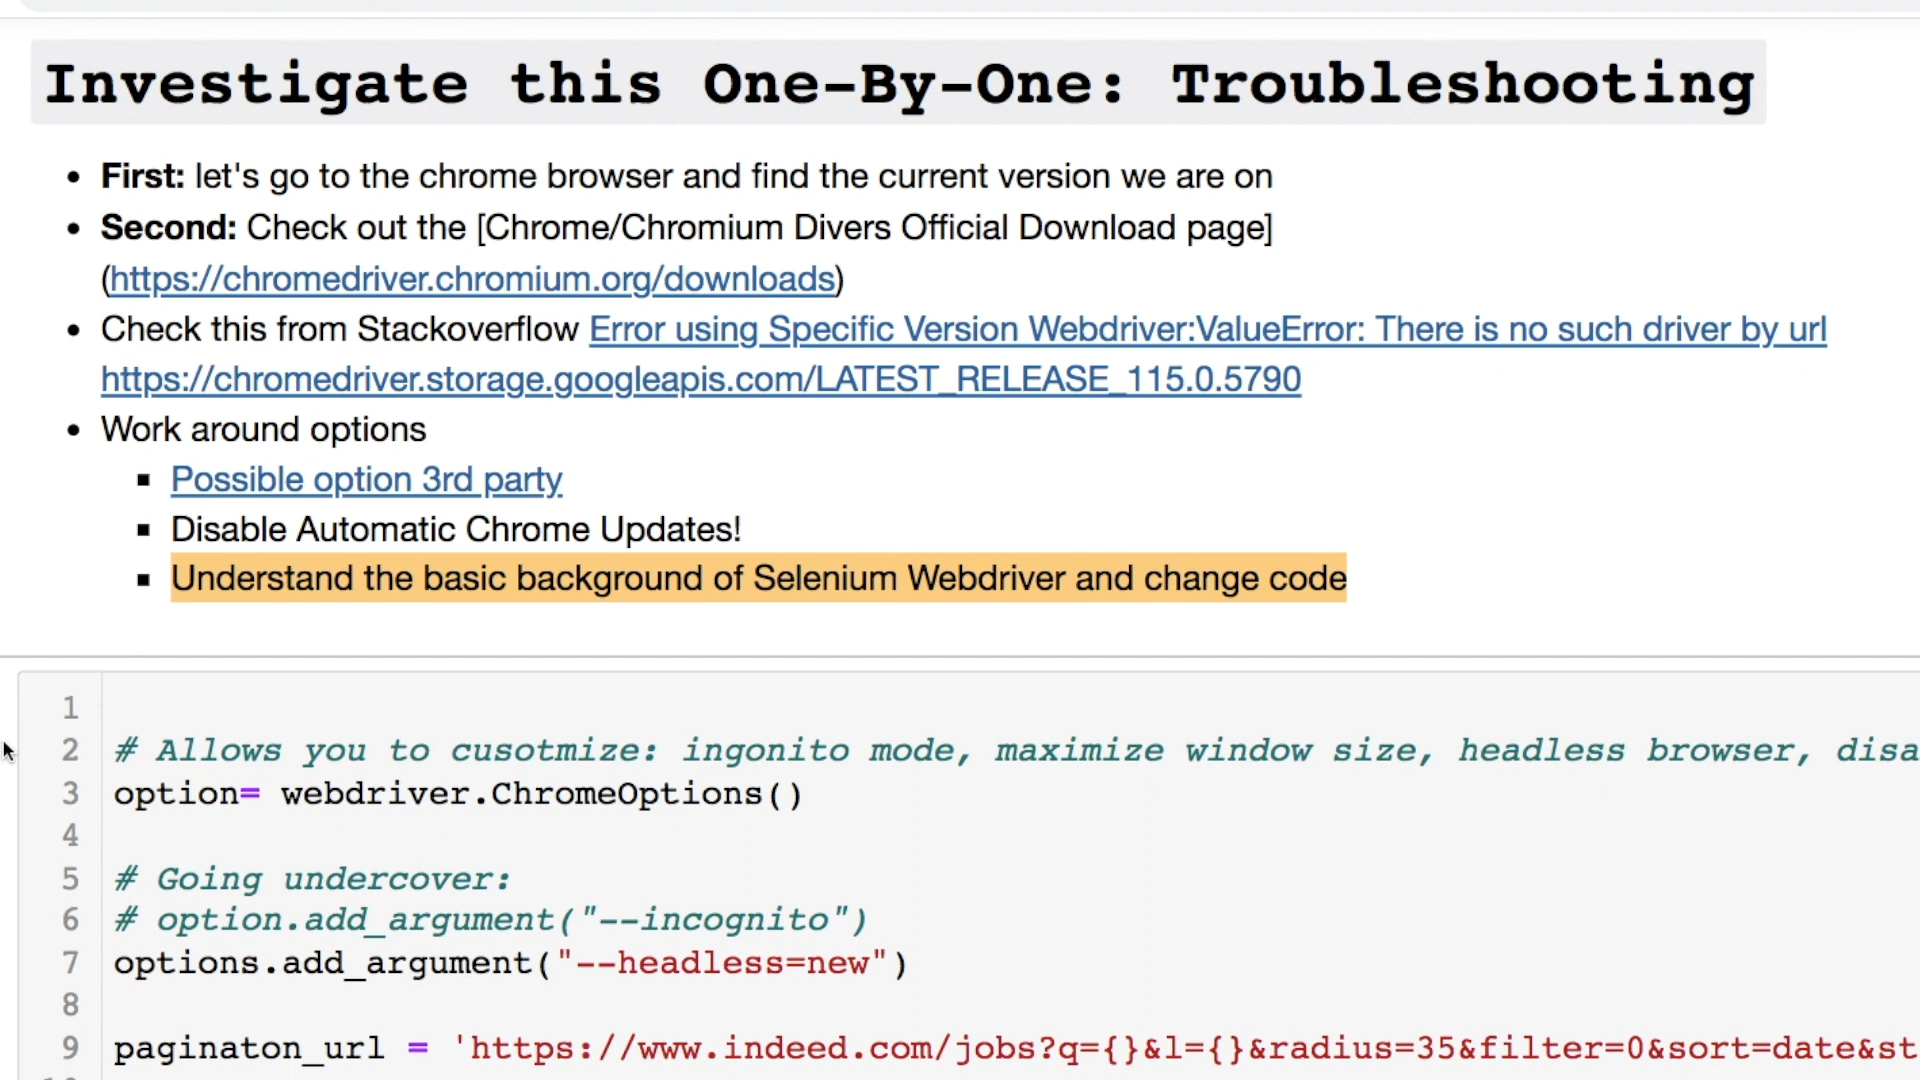 Investigate this One-By-One: Troubleshooting
• First: let's go to the chrome browser and find the current version we are on
• Second: Check out the [Chrome/Chromium Divers Official Download page]
(https://chromedriver.chromium.org/downloads)
• Check this from Stackoverflow Error using Specific Version Webdriver:ValueError: There is no such driver by url
https://chromedriver.storage.googleapis.com/LATEST_RELEASE_115.0.5790
• Work around options
▪ Possible option 3rd party
▪ Disable Automatic Chrome Updates!
▪ Understand the basic background of Selenium Webdriver and change code
1
2 # Allows you to cusotmize: ingonito mode, maximize window size, headless browser, disa
3 option= webdriver.ChromeOptions()
4
5 # Going undercover:
6 # option.add_argument("--incognito")
7 options.add_argument("--headless=new")
8
9 paginaton_url = 'https://www.indeed.com/jobs?q={}&l={}&radius=35&filter=0&sort=date&st